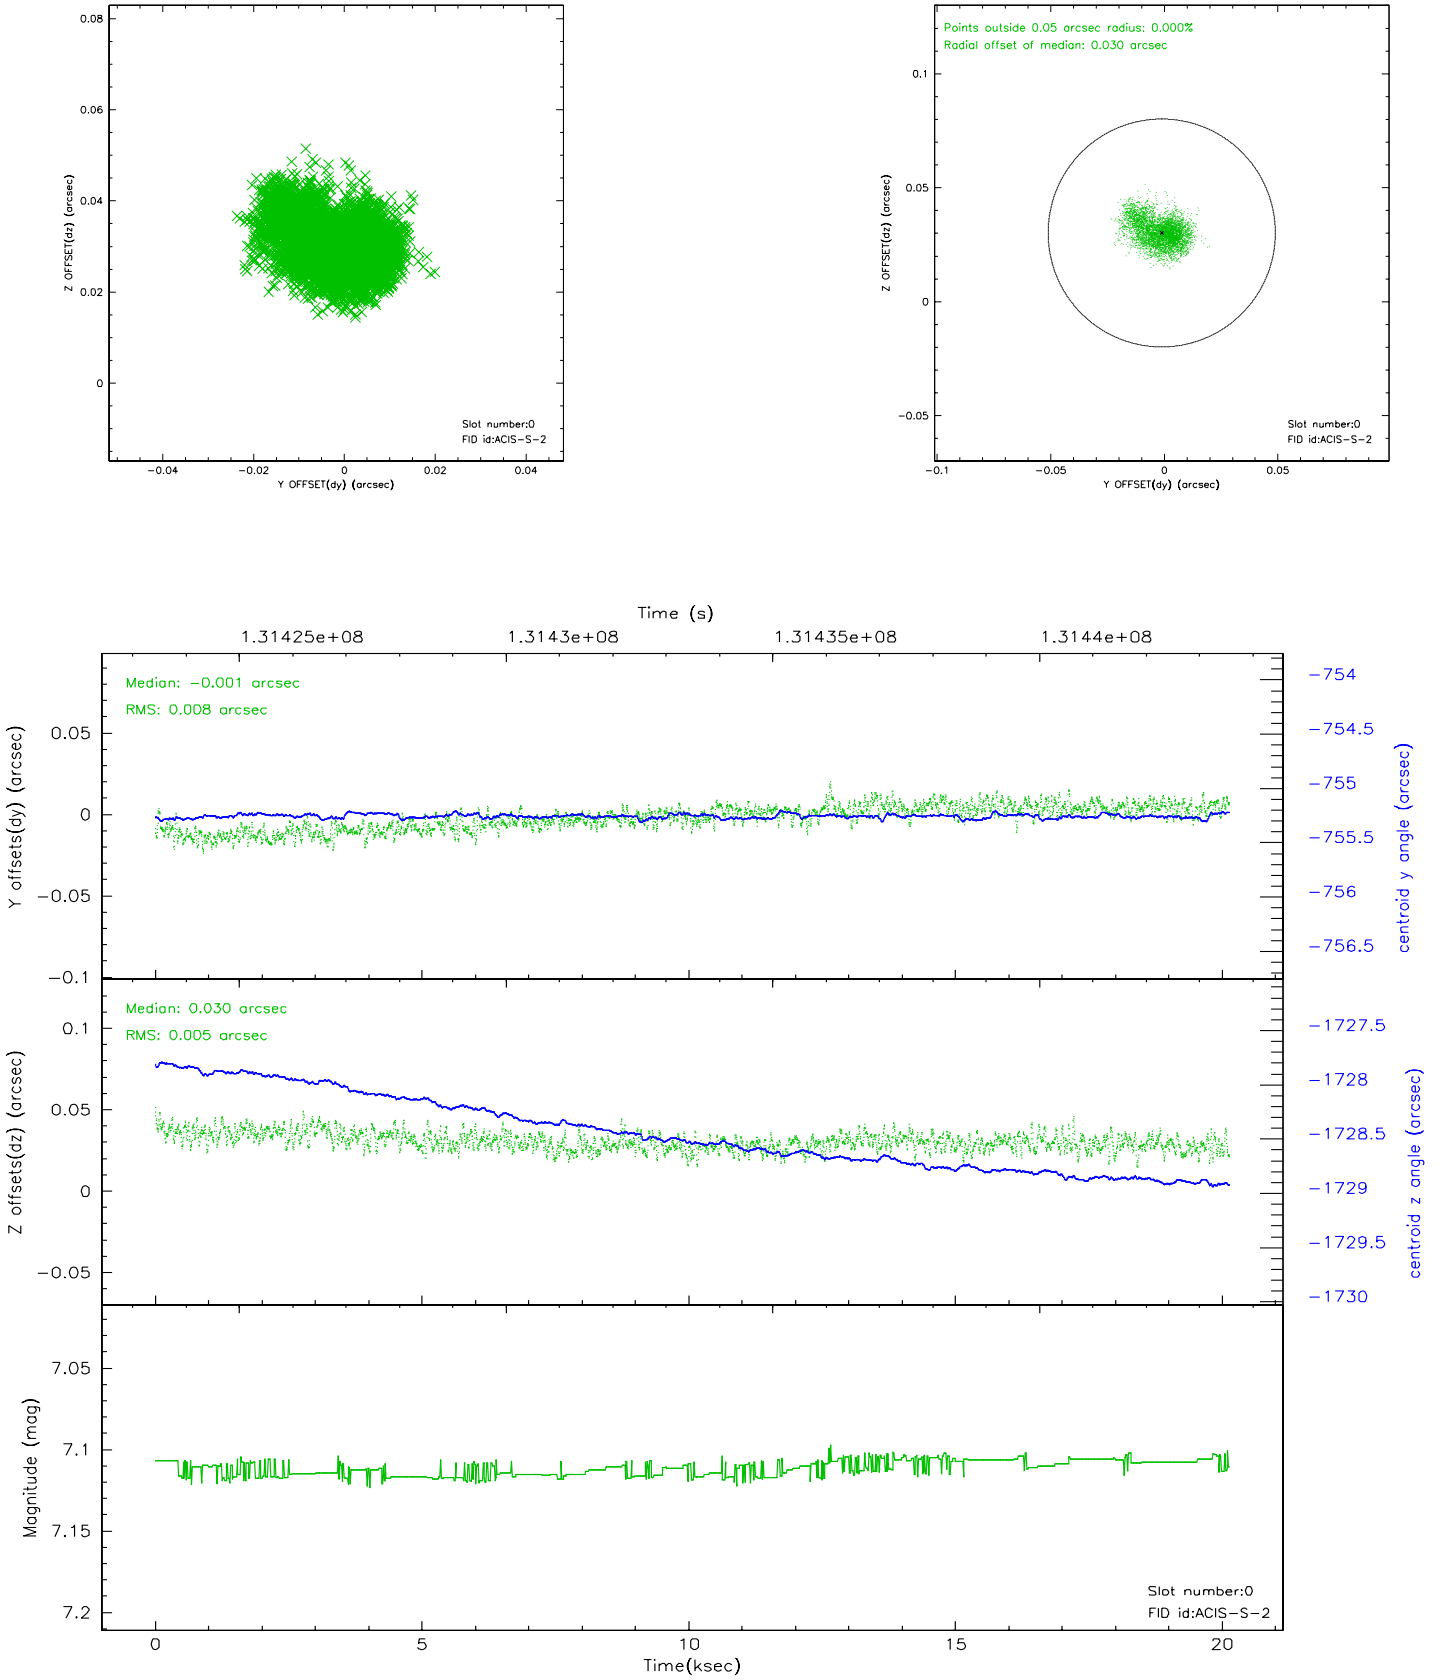 0.08
0.06
0.04
0.02
0
Z OFFSET(dz) (arcsec)
-0.04 -0.02 0 0.02 0.04
Y OFFSET(dy) (arcsec)
Slot number:0
FID id:ACIS-S-2
Points outside 0.05 arcsec radius: 0.000%
Radial offset of median: 0.030 arcsec
0.1
0.05
0
-0.05
Z OFFSET(dz) (arcsec)
-0.1 -0.05 0 0.05
Y OFFSET(dy) (arcsec)
Slot number:0
FID id:ACIS-S-2
Time (s)
1.31425e+08 1.3143e+08 1.31435e+08 1.3144e+08
Median: -0.001 arcsec
RMS: 0.008 arcsec
0.05
0
-0.05
-0.1
Y offsets(dy) (arcsec)
-754
-754.5
-755
-755.5
-756
-756.5
centroid y angle (arcsec)
Median: 0.030 arcsec
RMS: 0.005 arcsec
0.1
0.05
0
-0.05
Z offsets(dz) (arcsec)
-1727.5
-1728
-1728.5
-1729
-1729.5
-1730
centroid z angle (arcsec)
7.05
7.1
7.15
7.2
Magnitude (mag)
Slot number:0
FID id:ACIS-S-2
0 5 10 15 20
Time(ksec)